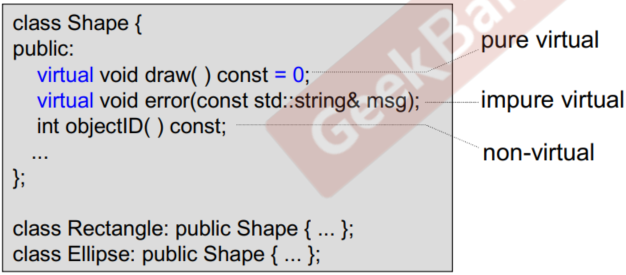 class Shape {
public:
virtual void draw( ) const = 0;
pure virtual
virtual void error(const std::string& msg);
impure virtual
int objectID( ) const;
non-virtual
...
};
class Rectangle: public Shape { ... };
class Ellipse: public Shape { ... };